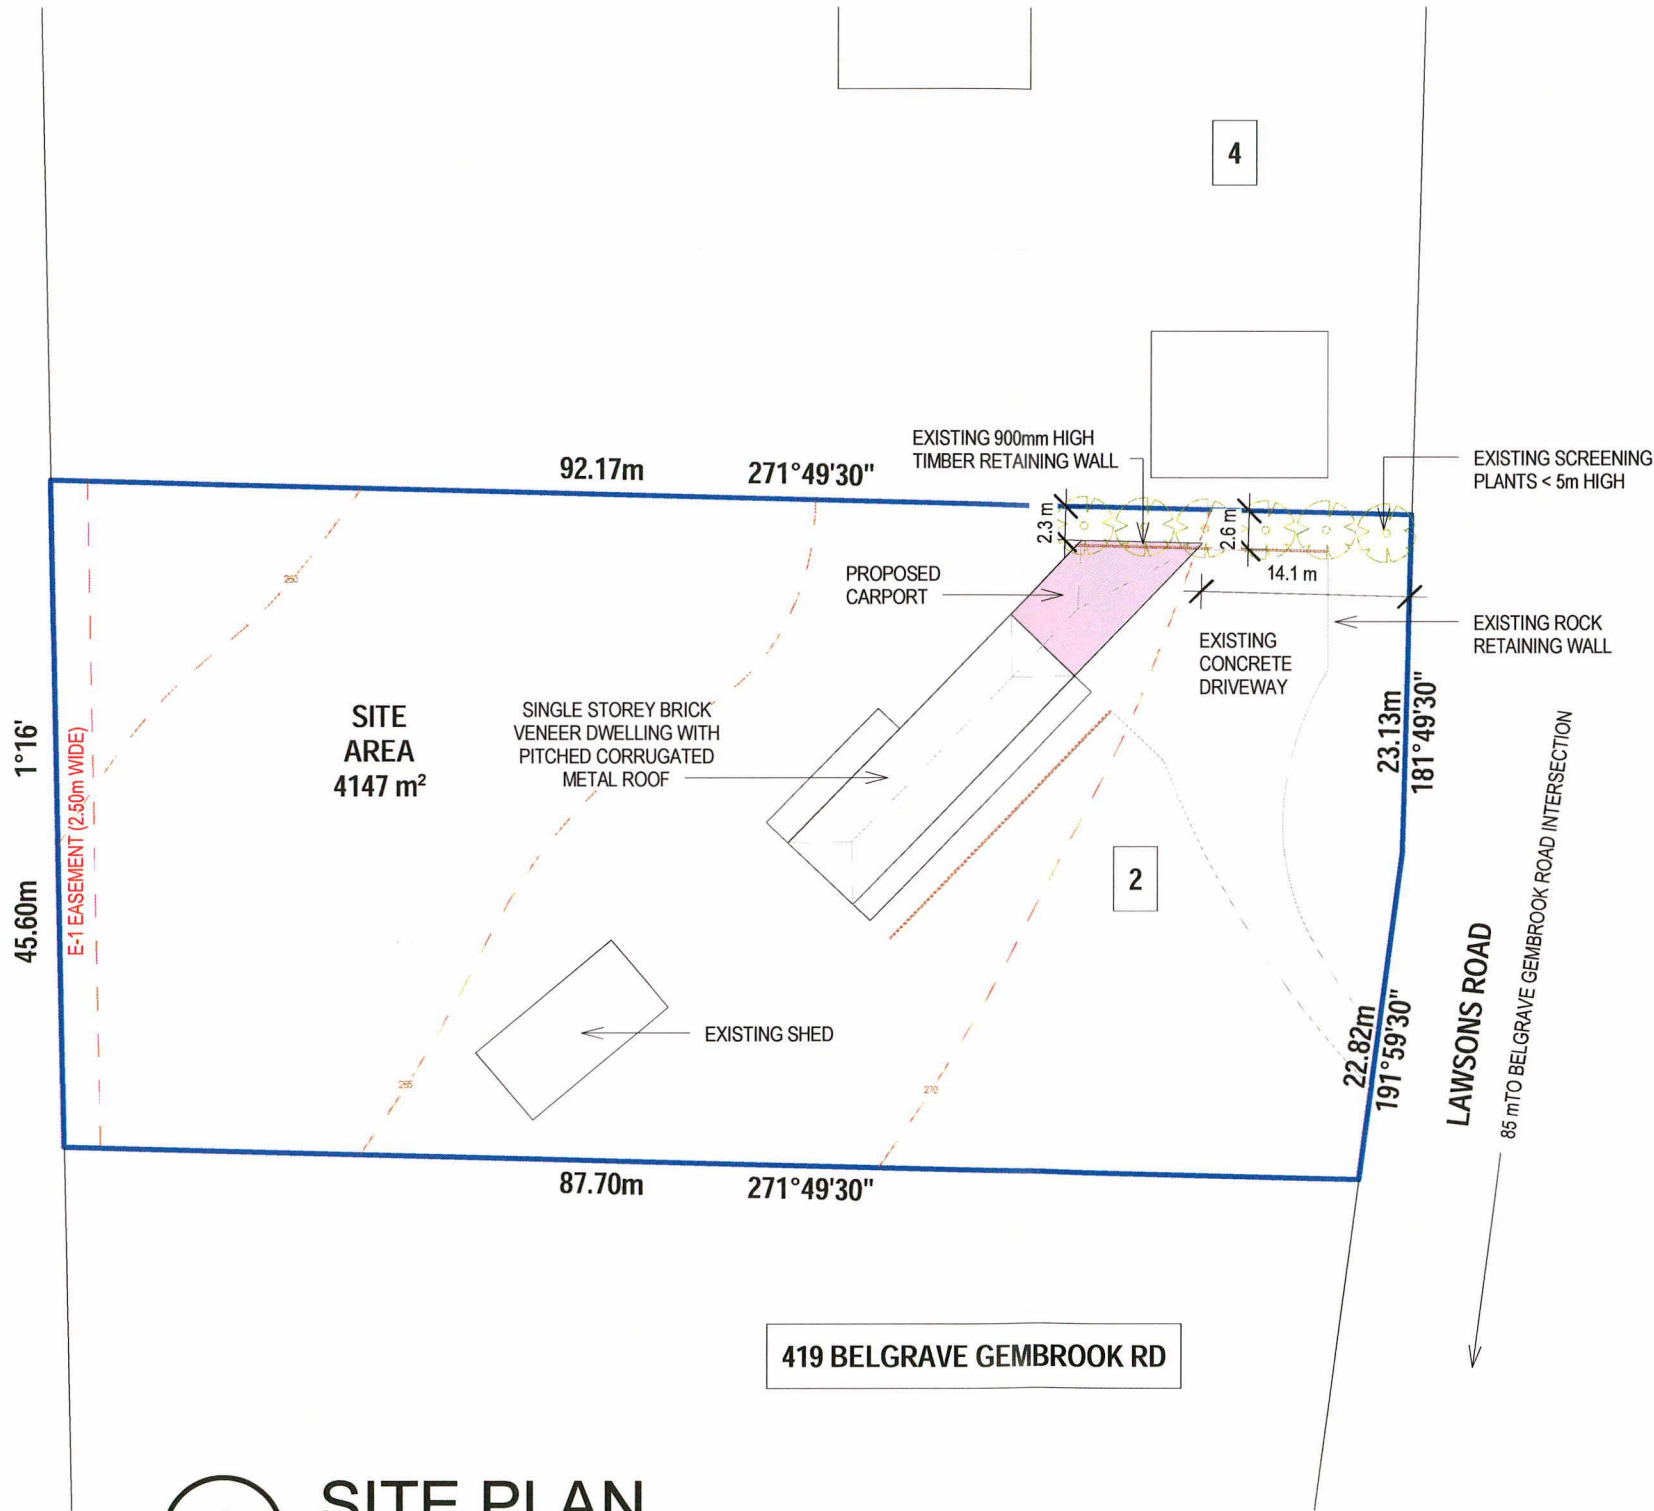 4
EXISTING 900mm HIGH
TIMBER RETAINING WALL
EXISTING SCREENING
PLANTS < 5m HIGH
92.17m
271°49'30"
2.3 m
2.6 m
14.1 m
PROPOSED
CARPORT
EXISTING ROCK
RETAINING WALL
EXISTING
CONCRETE
DRIVEWAY
260
SITE
AREA
4147 m²
SINGLE STOREY BRICK
VENEER DWELLING WITH
PITCHED CORRUGATED
METAL ROOF
1°16'
45.60m
E-1 EASEMENT (2.50m WIDE)
23.13m
181°49'30"
2
22.82m
191°59'30"
LAWSONS ROAD
85 mTO BELGRAVE GEMBROOK ROAD INTERSECTION
EXISTING SHED
265
270
87.70m
271°49'30"
419 BELGRAVE GEMBROOK RD
SITE PLAN